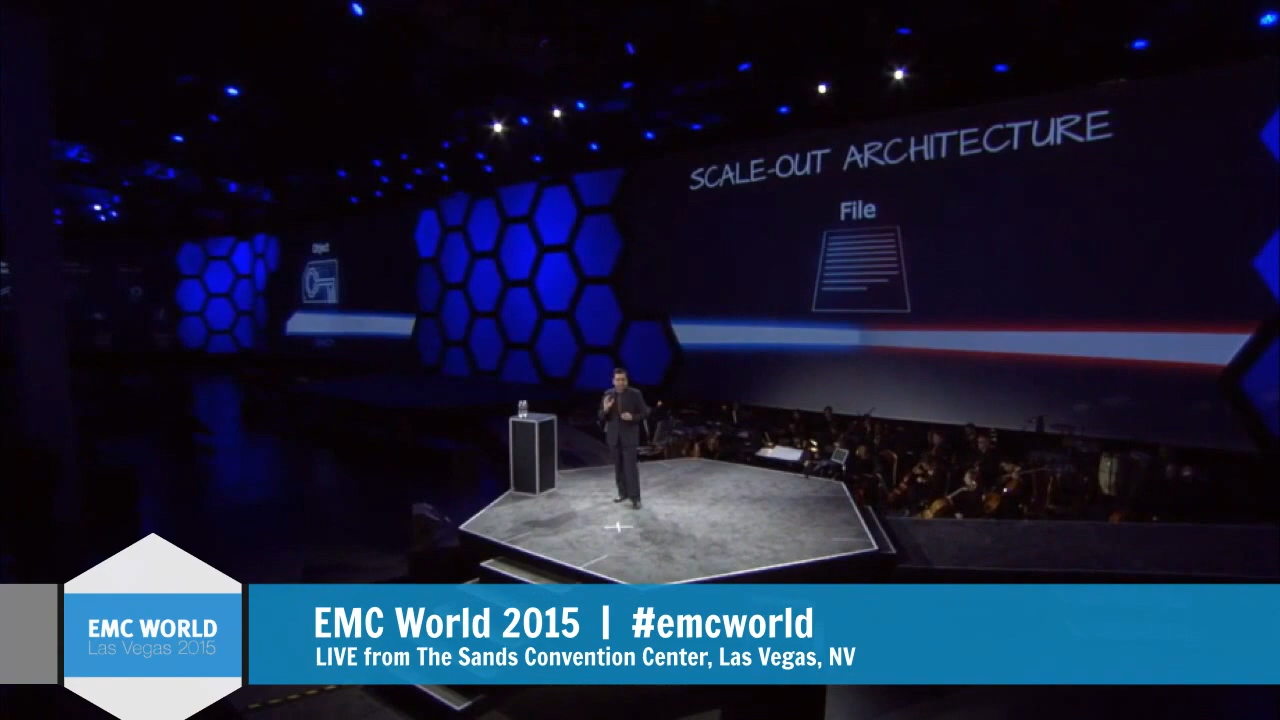 SCALE-OUT ARCHITECTURE
File
Object
EMC World 2015 | #emcworld
LIVE from The Sands Convention Center, Las Vegas, NV
EMC WORLD
Las Vegas 2015